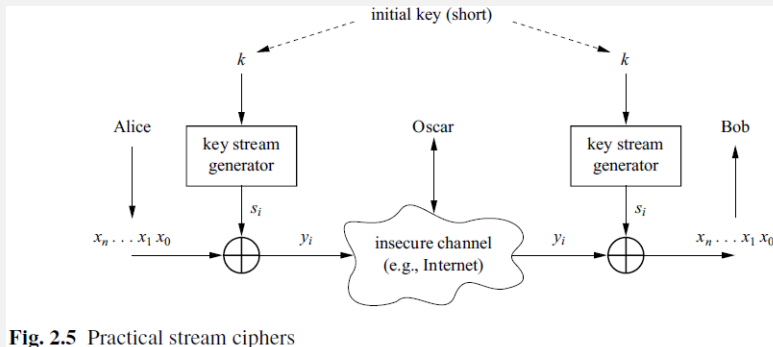 initial key (short)
k
k
Alice
key stream
generator
Oscar
key stream
generator
Bob
s_i
s_i
x_n . . . x_1 x_0
y_i
insecure channel
(e.g., Internet)
y_i
x_n . . . x_1 x_0
Fig. 2.5 Practical stream ciphers